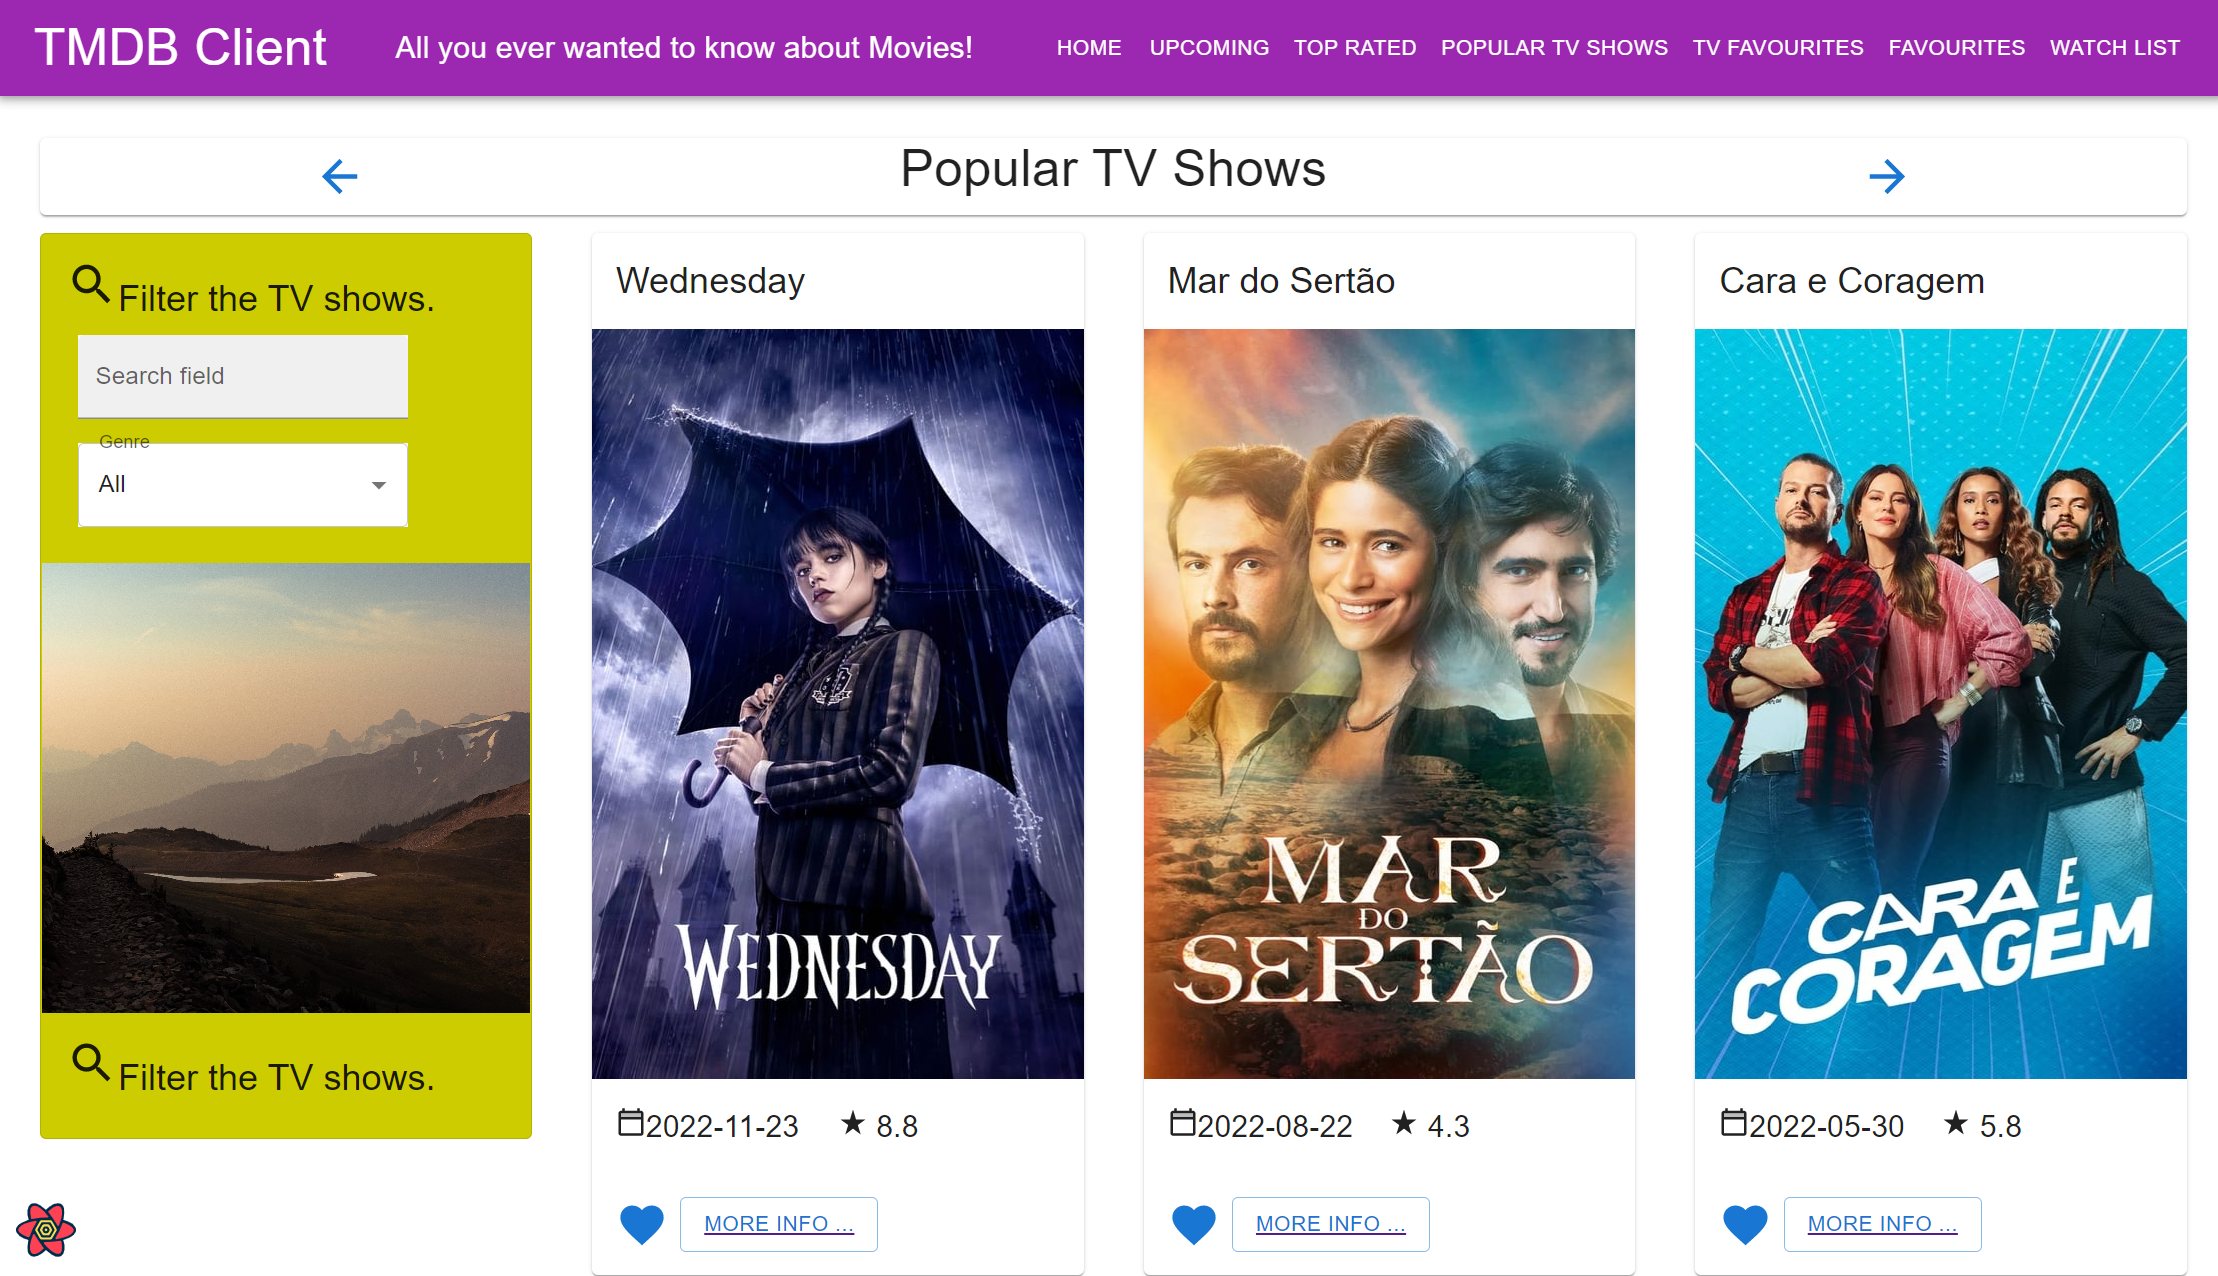 TMDB Client
All you ever wanted to know about Movies!
HOME
UPCOMING
TOP RATED
POPULAR TV SHOWS
TV FAVOURITES
FAVOURITES
WATCH LIST
Popular TV Shows
Filter the TV shows.
Search field
Genre
All
Filter the TV shows.
Wednesday
WEDNESDAY
2022-11-23
8.8
MORE INFO ...
Mar do Sertão
MAR
DO
SERTÃO
2022-08-22
4.3
MORE INFO ...
Cara e Coragem
CARA E
CORAGEM
2022-05-30
5.8
MORE INFO ...